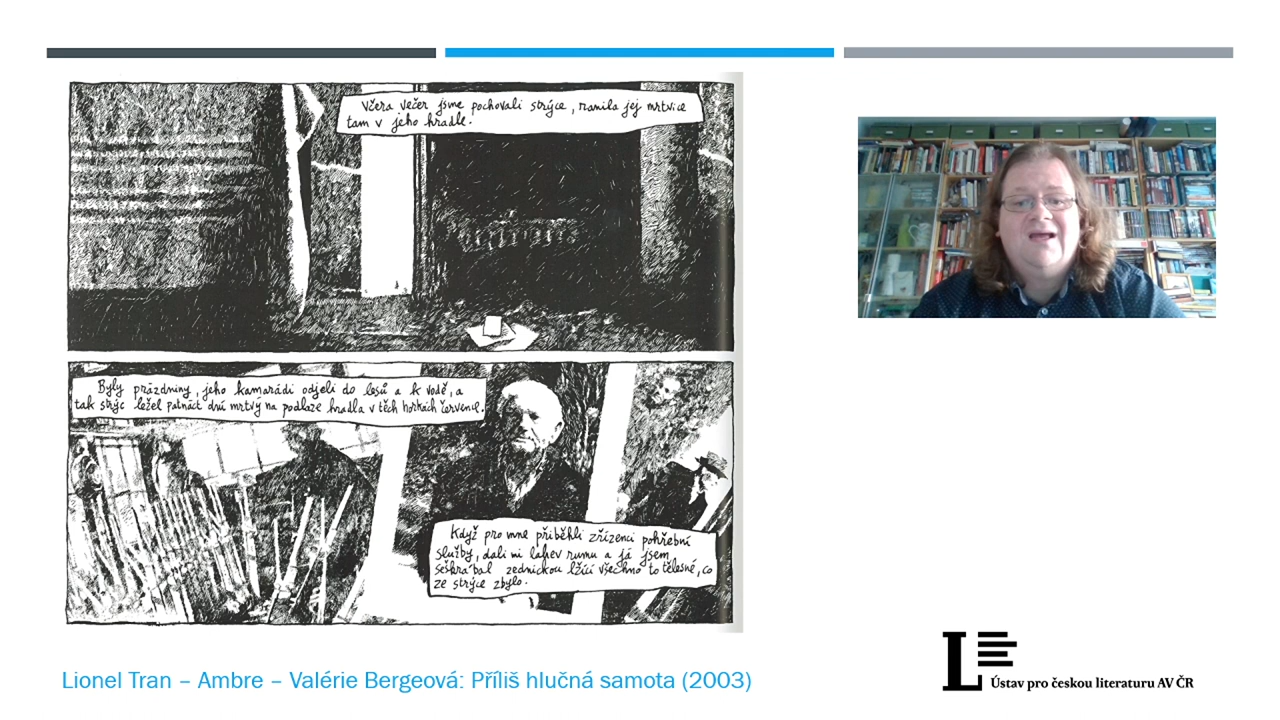 Včera večer jsme pochovali strýce, ranila jej mrtvice
tam v jeho hradle.
Byly prázdniny, jeho kamarádi odjeli do lesů a k vodě, a
tak strýc ležel patnáct dnů mrtvý na podlaze hradla v těch horkách července.
Když pro mne přiběhli zřízenci pohřební
služby, dali mi láhev rumu a já jsem
seškrábal zednickou lžící všechno to tělesné, co
ze strýce zbylo.
Lionel Tran – Ambre – Valérie Bergeová: Příliš hlučná samota (2003)
Ústav pro českou literaturu AV ČR